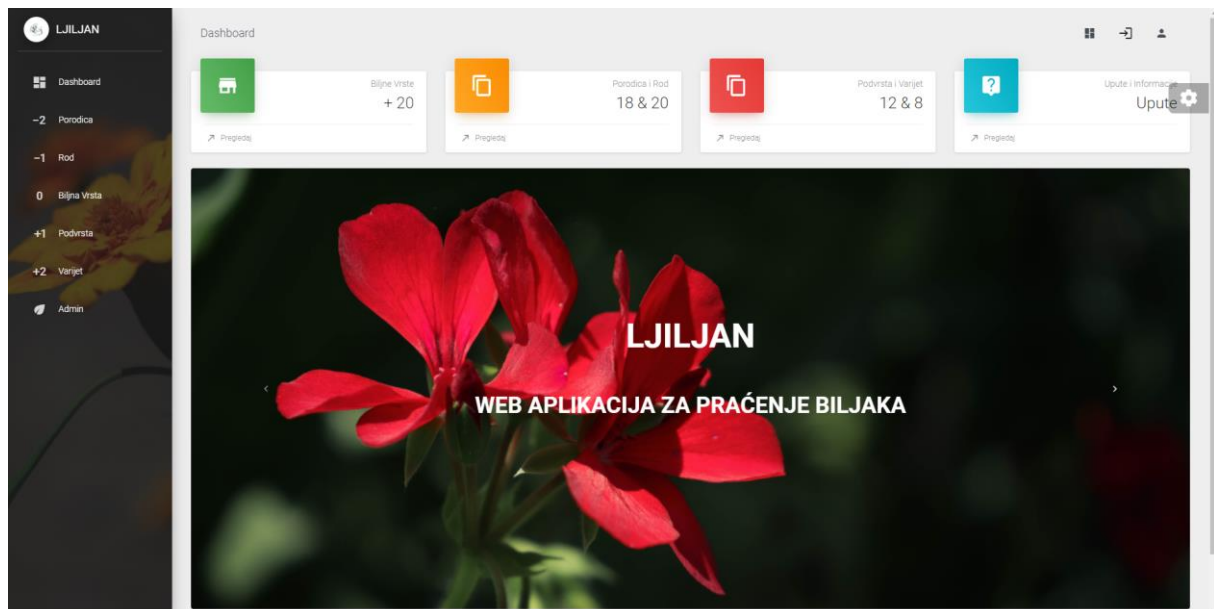 LJILJAN
Dashboard
-2 Porodica
-1 Rod
0 Biljna Vrsta
+1 Podvrsta
+2 Varijet
Admin
Dashboard
Biljne Vrste
+ 20
Pregledaj
Porodica i Rod
18 & 20
Pregledaj
Podvrsta i Varijet
12 & 8
Pregledaj
Upute i Informacije
Upute
Pregledaj
LJILJAN
WEB APLIKACIJA ZA PRAĆENJE BILJAKA